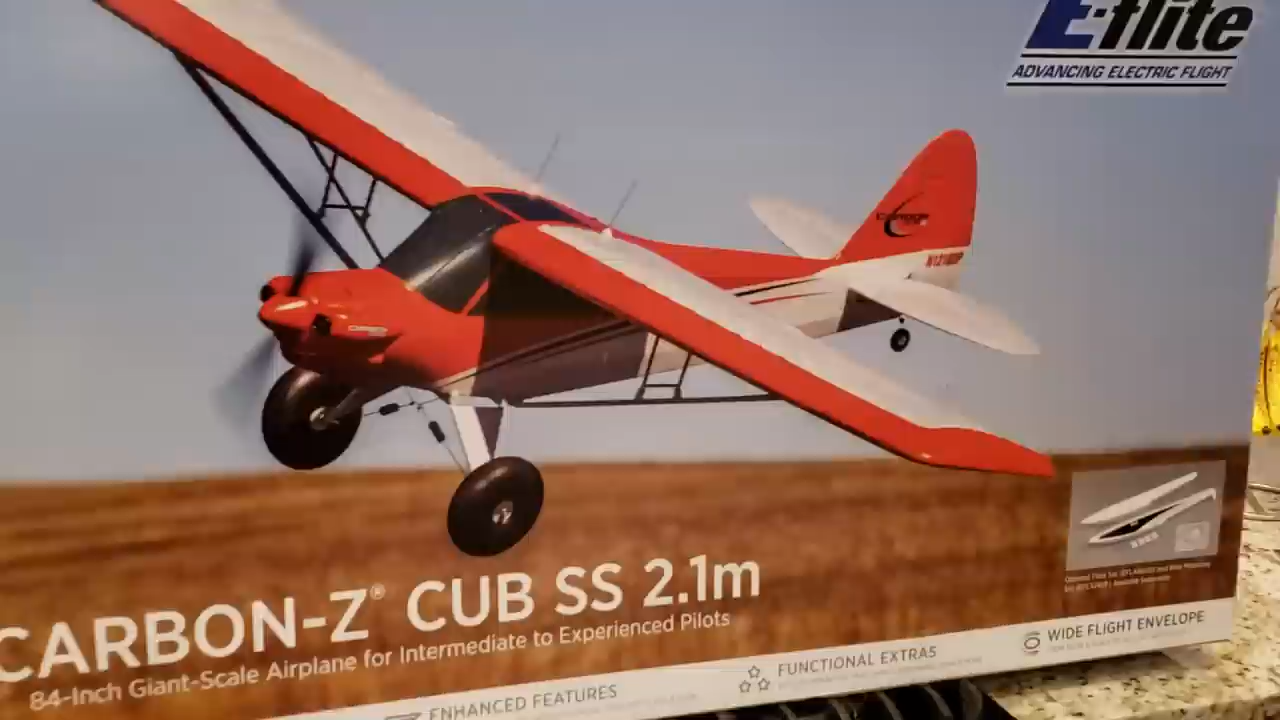 E-flite
ADVANCING ELECTRIC FLIGHT
CARBON-Z® CUB SS 2.1m
84-Inch Giant-Scale Airplane for Intermediate to Experienced Pilots
ENHANCED FEATURES
FUNCTIONAL EXTRAS
WIDE FLIGHT ENVELOPE